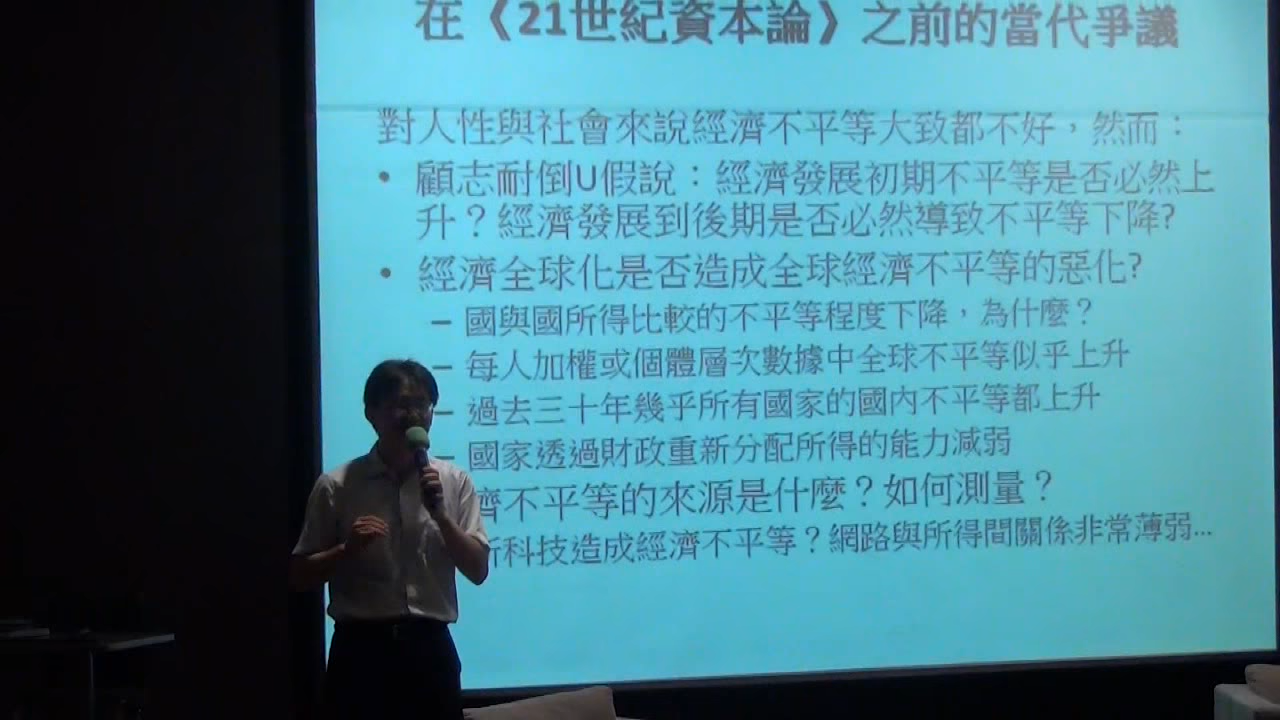 在《21世紀資本論》之前的當代爭議
對人性與社會來說經濟不平等大致都不好，然而：
• 顧志耐倒U假說：經濟發展初期不平等是否必然上
升？經濟發展到後期是否必然導致不平等下降?
• 經濟全球化是否造成全球經濟不平等的惡化?
– 國與國所得比較的不平等程度下降，為什麼？
– 每人加權或個體層次數據中全球不平等似乎上升
– 過去三十年幾乎所有國家的國內不平等都上升
國家透過財政重新分配所得的能力減弱
濟不平等的來源是什麼？如何測量？
科技造成經濟不平等？網路與所得間關係非常薄弱...